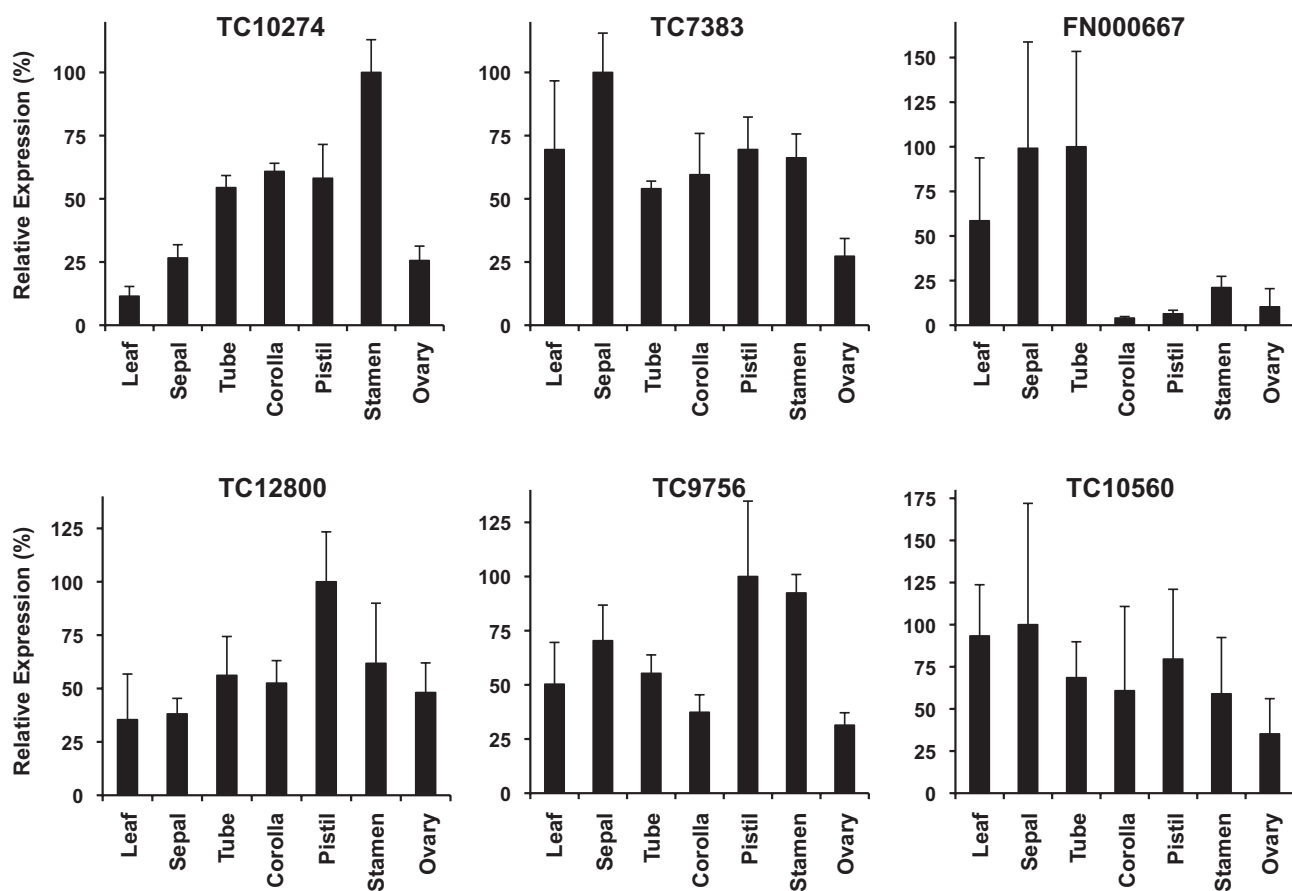 TC10274
TC7383
FN000667
Relative Expression (%)
100
75
50
25
0
Leaf
Sepal
Tube
Corolla
Pistil
Stamen
Ovary
100
75
50
25
0
Leaf
Sepal
Tube
Corolla
Pistil
Stamen
Ovary
150
125
100
75
50
25
0
Leaf
Sepal
Tube
Corolla
Pistil
Stamen
Ovary
TC12800
TC9756
TC10560
Relative Expression (%)
125
100
75
50
25
0
Leaf
Sepal
Tube
Corolla
Pistil
Stamen
Ovary
125
100
75
50
25
0
Leaf
Sepal
Tube
Corolla
Pistil
Stamen
Ovary
175
150
125
100
75
50
25
0
Leaf
Sepal
Tube
Corolla
Pistil
Stamen
Ovary